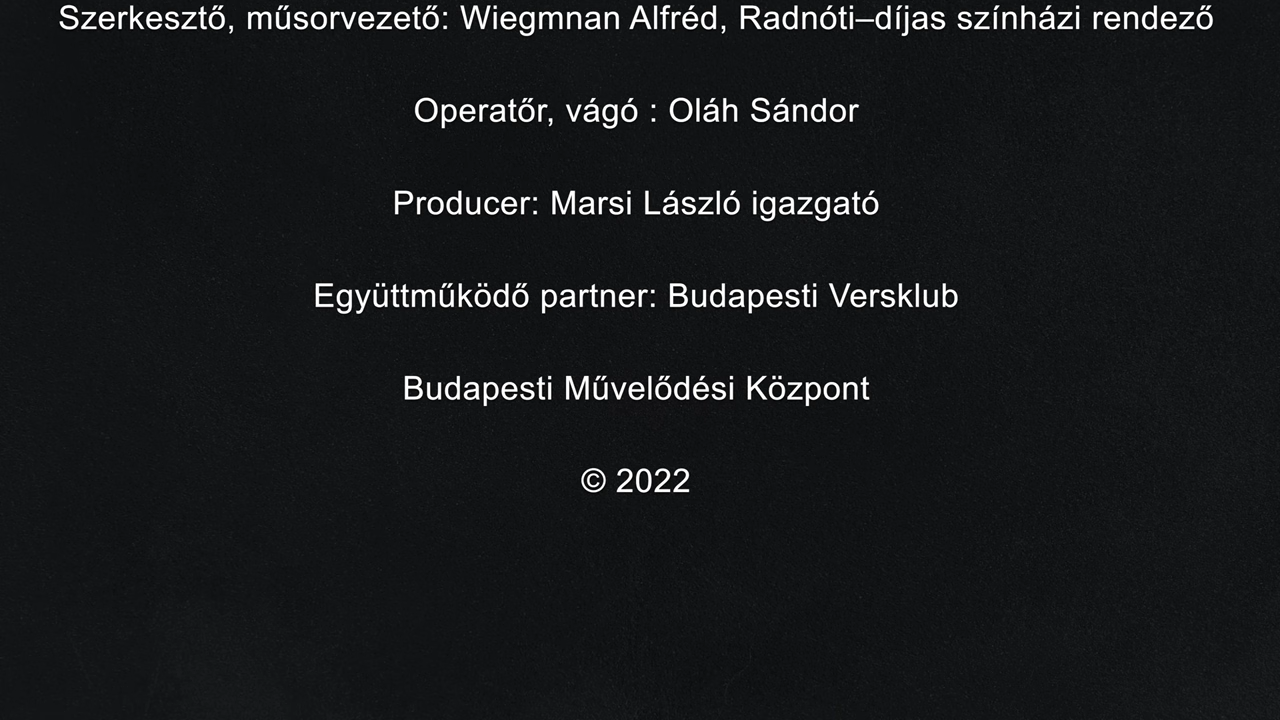 Szerkesztő, műsorvezető: Wiegmnan Alfréd, Radnóti–díjas színházi rendező
Operatőr, vágó : Oláh Sándor
Producer: Marsi László igazgató
Együttműködő partner: Budapesti Versklub
Budapesti Művelődési Központ
© 2022